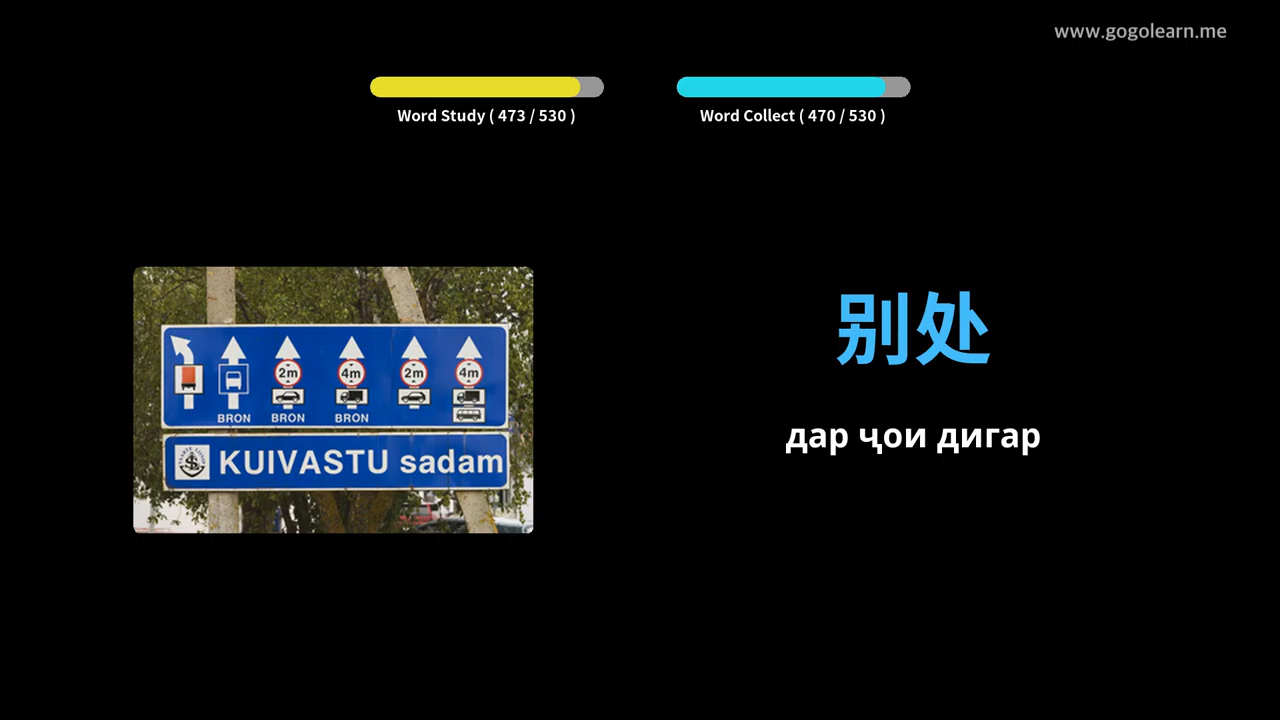 www.gogolearn.me
Word Study ( 473 / 530 )
Word Collect ( 470 / 530 )
2m 4m 2m 4m
BRON BRON BRON
KUIVASTU sadam
别处
дар ҷои дигар